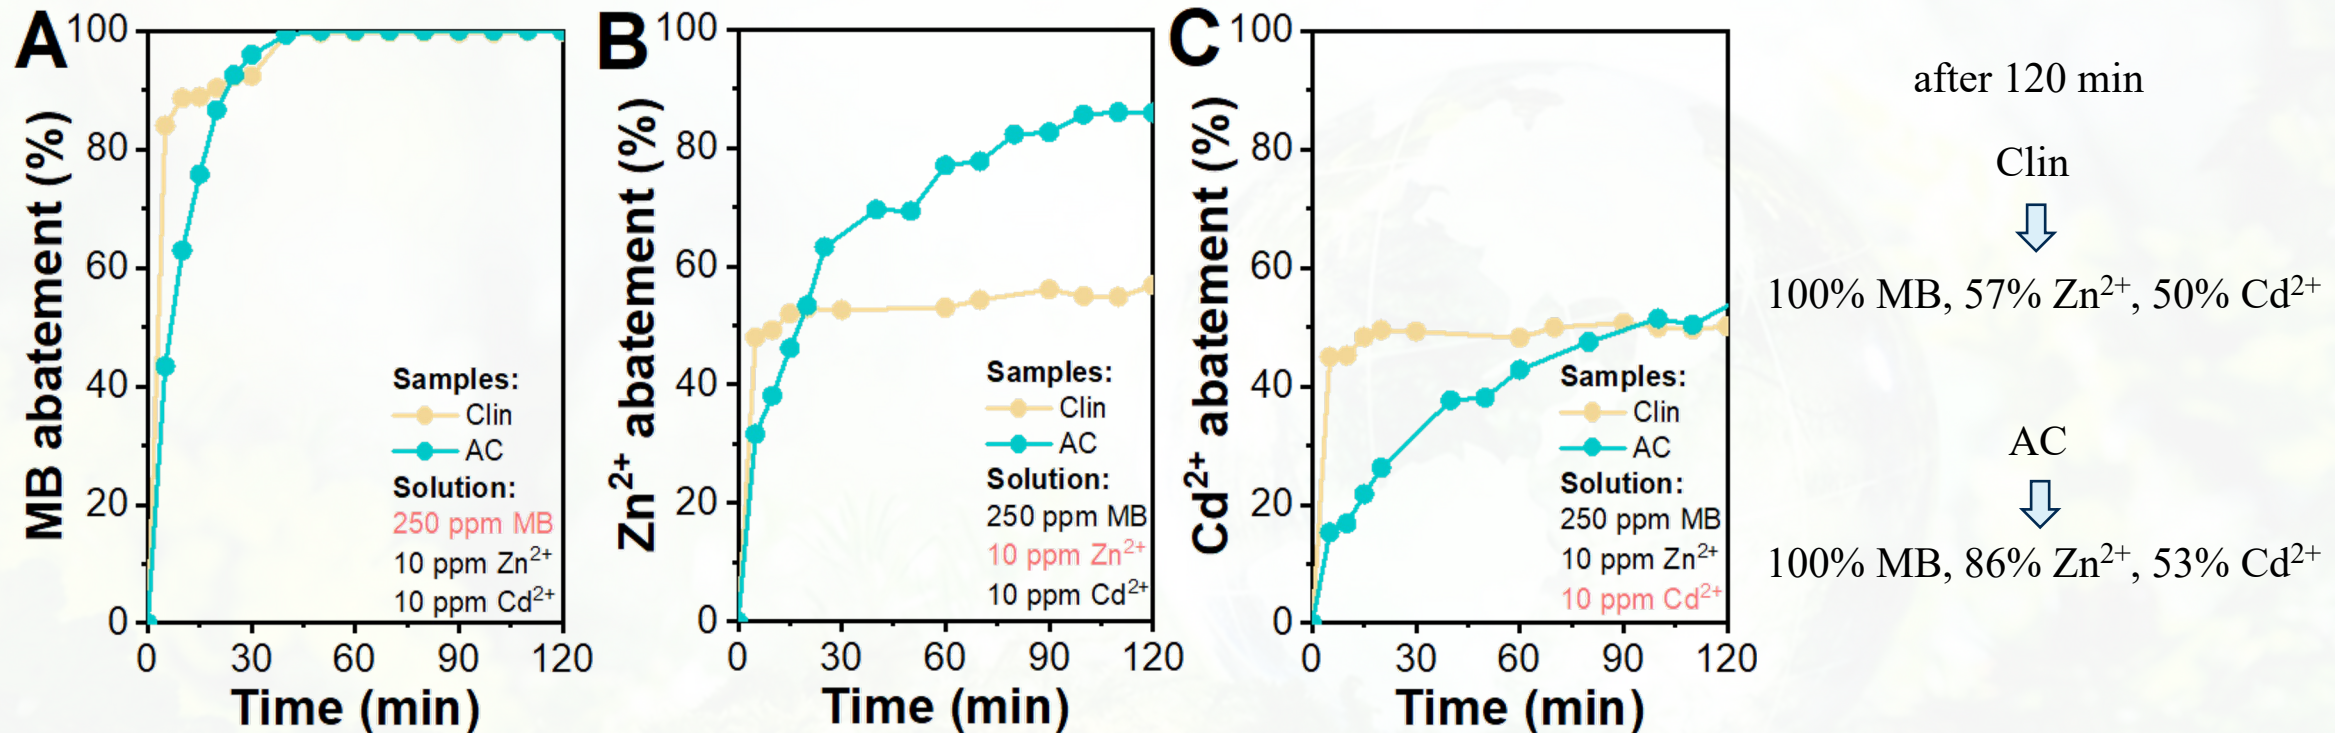 A
MB abatement (%)
100
80
60
40
20
0
0 30 60 90 120
Time (min)
Samples:
Clin
AC
Solution:
250 ppm MB
10 ppm Zn²⁺
10 ppm Cd²⁺
B
Zn²⁺ abatement (%)
100
80
60
40
20
0
0 30 60 90 120
Time (min)
Samples:
Clin
AC
Solution:
250 ppm MB
10 ppm Zn²⁺
10 ppm Cd²⁺
C
Cd²⁺ abatement (%)
100
80
60
40
20
0
0 30 60 90 120
Time (min)
Samples:
Clin
AC
Solution:
250 ppm MB
10 ppm Zn²⁺
10 ppm Cd²⁺
after 120 min
Clin
100% MB, 57% Zn²⁺, 50% Cd²⁺
AC
100% MB, 86% Zn²⁺, 53% Cd²⁺